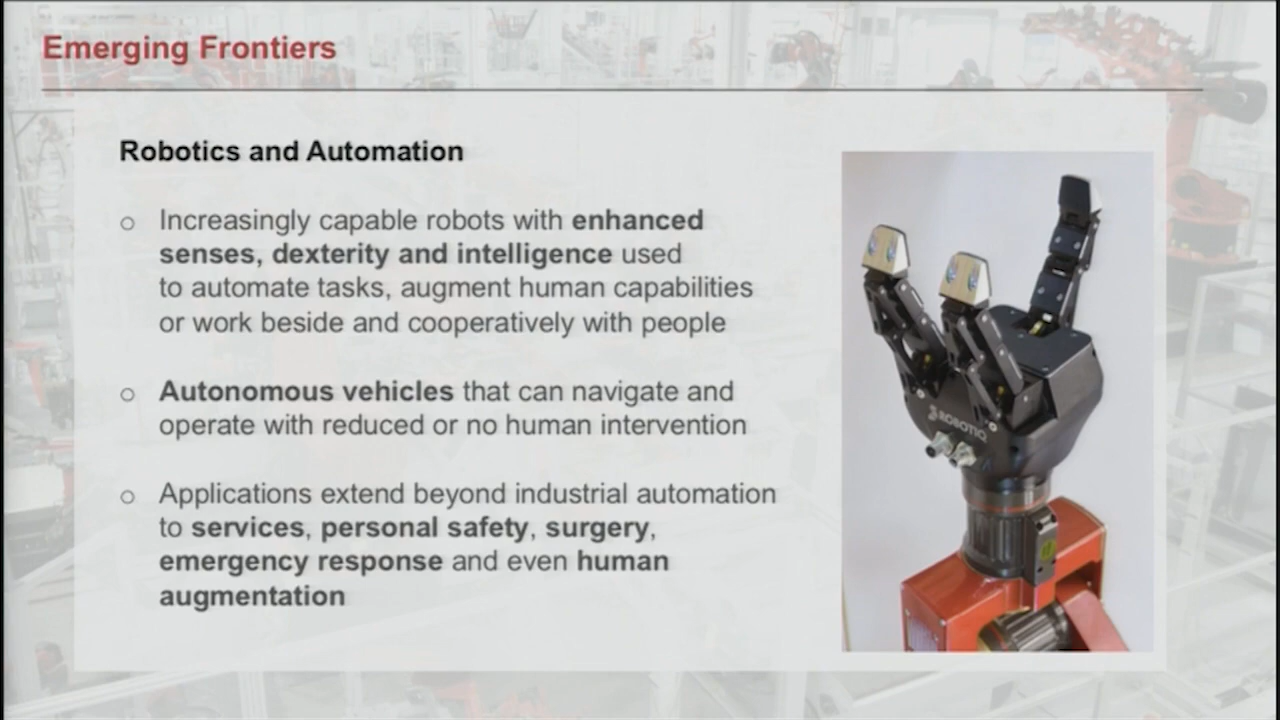 Emerging Frontiers
Robotics and Automation
○ Increasingly capable robots with enhanced
senses, dexterity and intelligence used
to automate tasks, augment human capabilities
or work beside and cooperatively with people
○ Autonomous vehicles that can navigate and
operate with reduced or no human intervention
○ Applications extend beyond industrial automation
to services, personal safety, surgery,
emergency response and even human
augmentation
ROBOTIQ